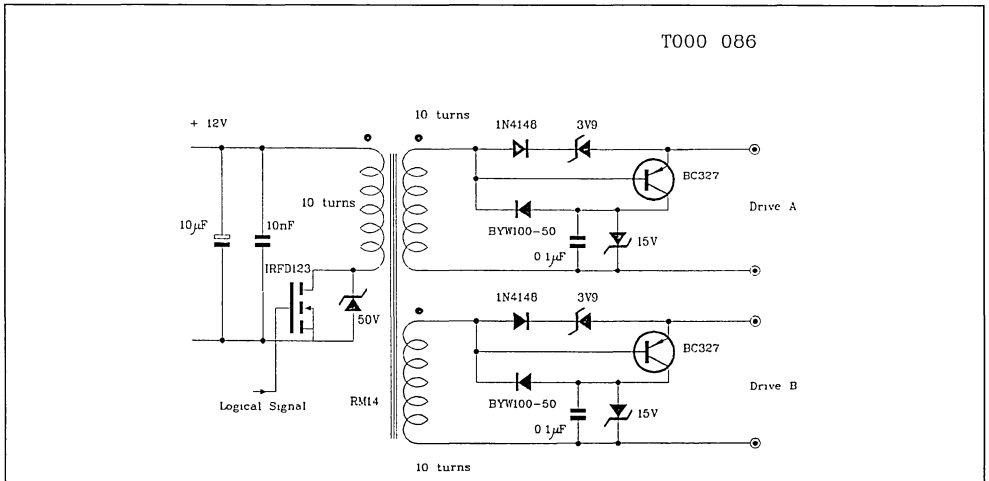 T000 086
10 turns
+ 12V
1N4148
3V9
BC327
10 turns
Drive A
10μF
10nF
BYW100-50
15V
0 1μF
IRFD123
1N4148
3V9
50V
BC327
Drive B
Logical Signal
RM14
BYW100-50
15V
0 1μF
10 turns